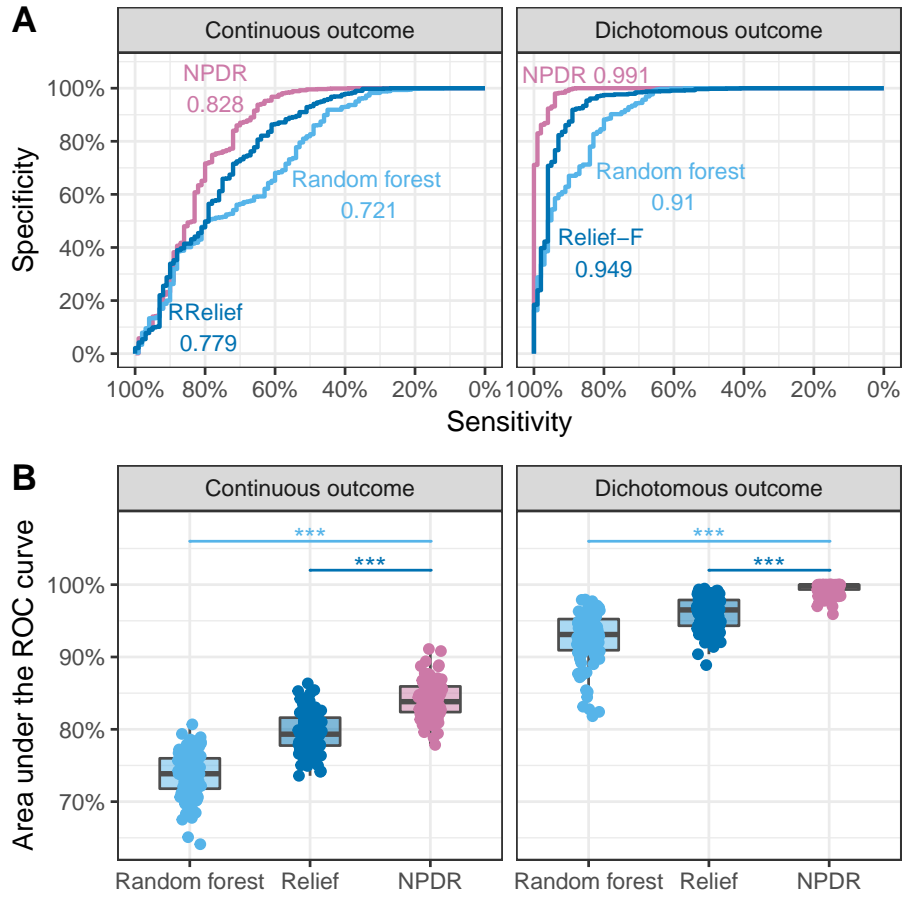 A
Continuous outcome
Dichotomous outcome
Specificity
100%
80%
60%
40%
20%
0%
NPDR
0.828
Random forest
0.721
RRelief
0.779
NPDR 0.991
Random forest
0.91
Relief−F
0.949
100% 80% 60% 40% 20% 0%
100% 80% 60% 40% 20% 0%
Sensitivity
B
Continuous outcome
Dichotomous outcome
Area under the ROC curve
100%
90%
80%
70%
***
***
***
***
Random forest Relief NPDR
Random forest Relief NPDR